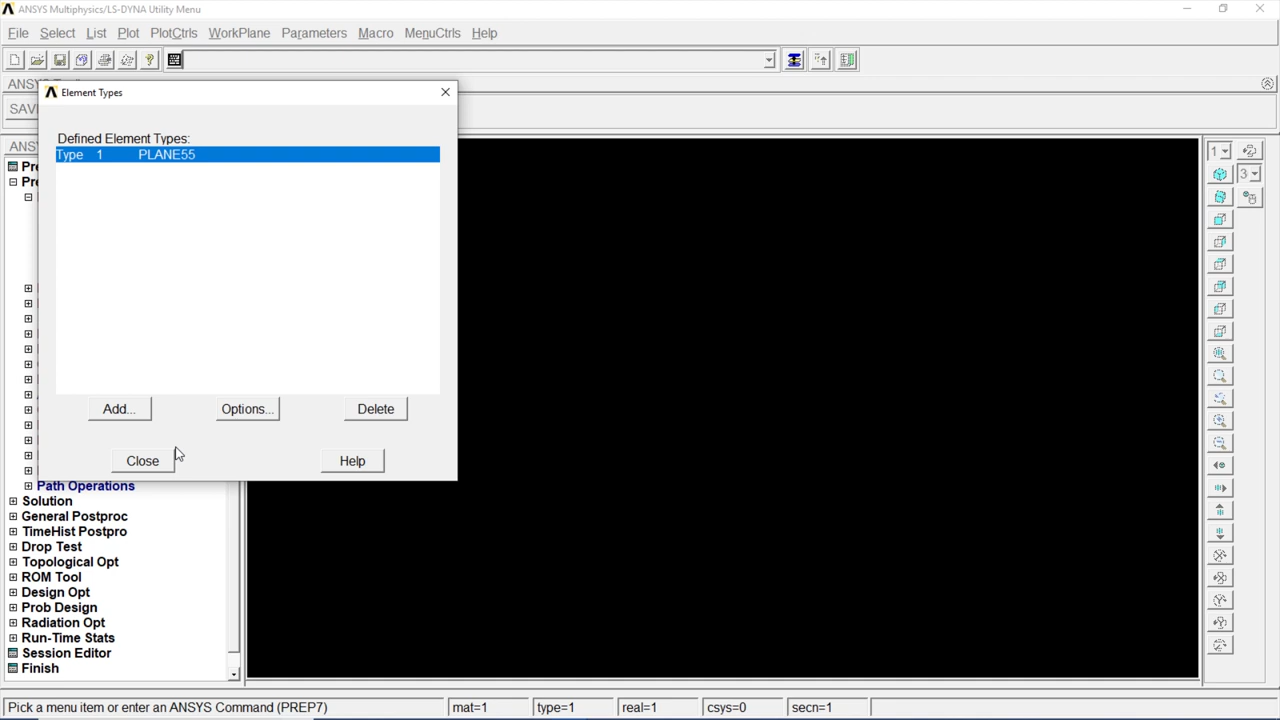 ANSYS Multiphysics/LS-DYNA Utility Menu
File Select List Plot PlotCtrls WorkPlane Parameters Macro MenuCtrls Help
Element Types
Defined Element Types:
Type 1 PLANE55
Add... Options... Delete
Close Help
Path Operations
Solution
General Postproc
TimeHist Postpro
Drop Test
Topological Opt
ROM Tool
Design Opt
Prob Design
Radiation Opt
Run-Time Stats
Session Editor
Finish
1
3
Pick a menu item or enter an ANSYS Command (PREP7) mat=1 type=1 real=1 csys=0 secn=1